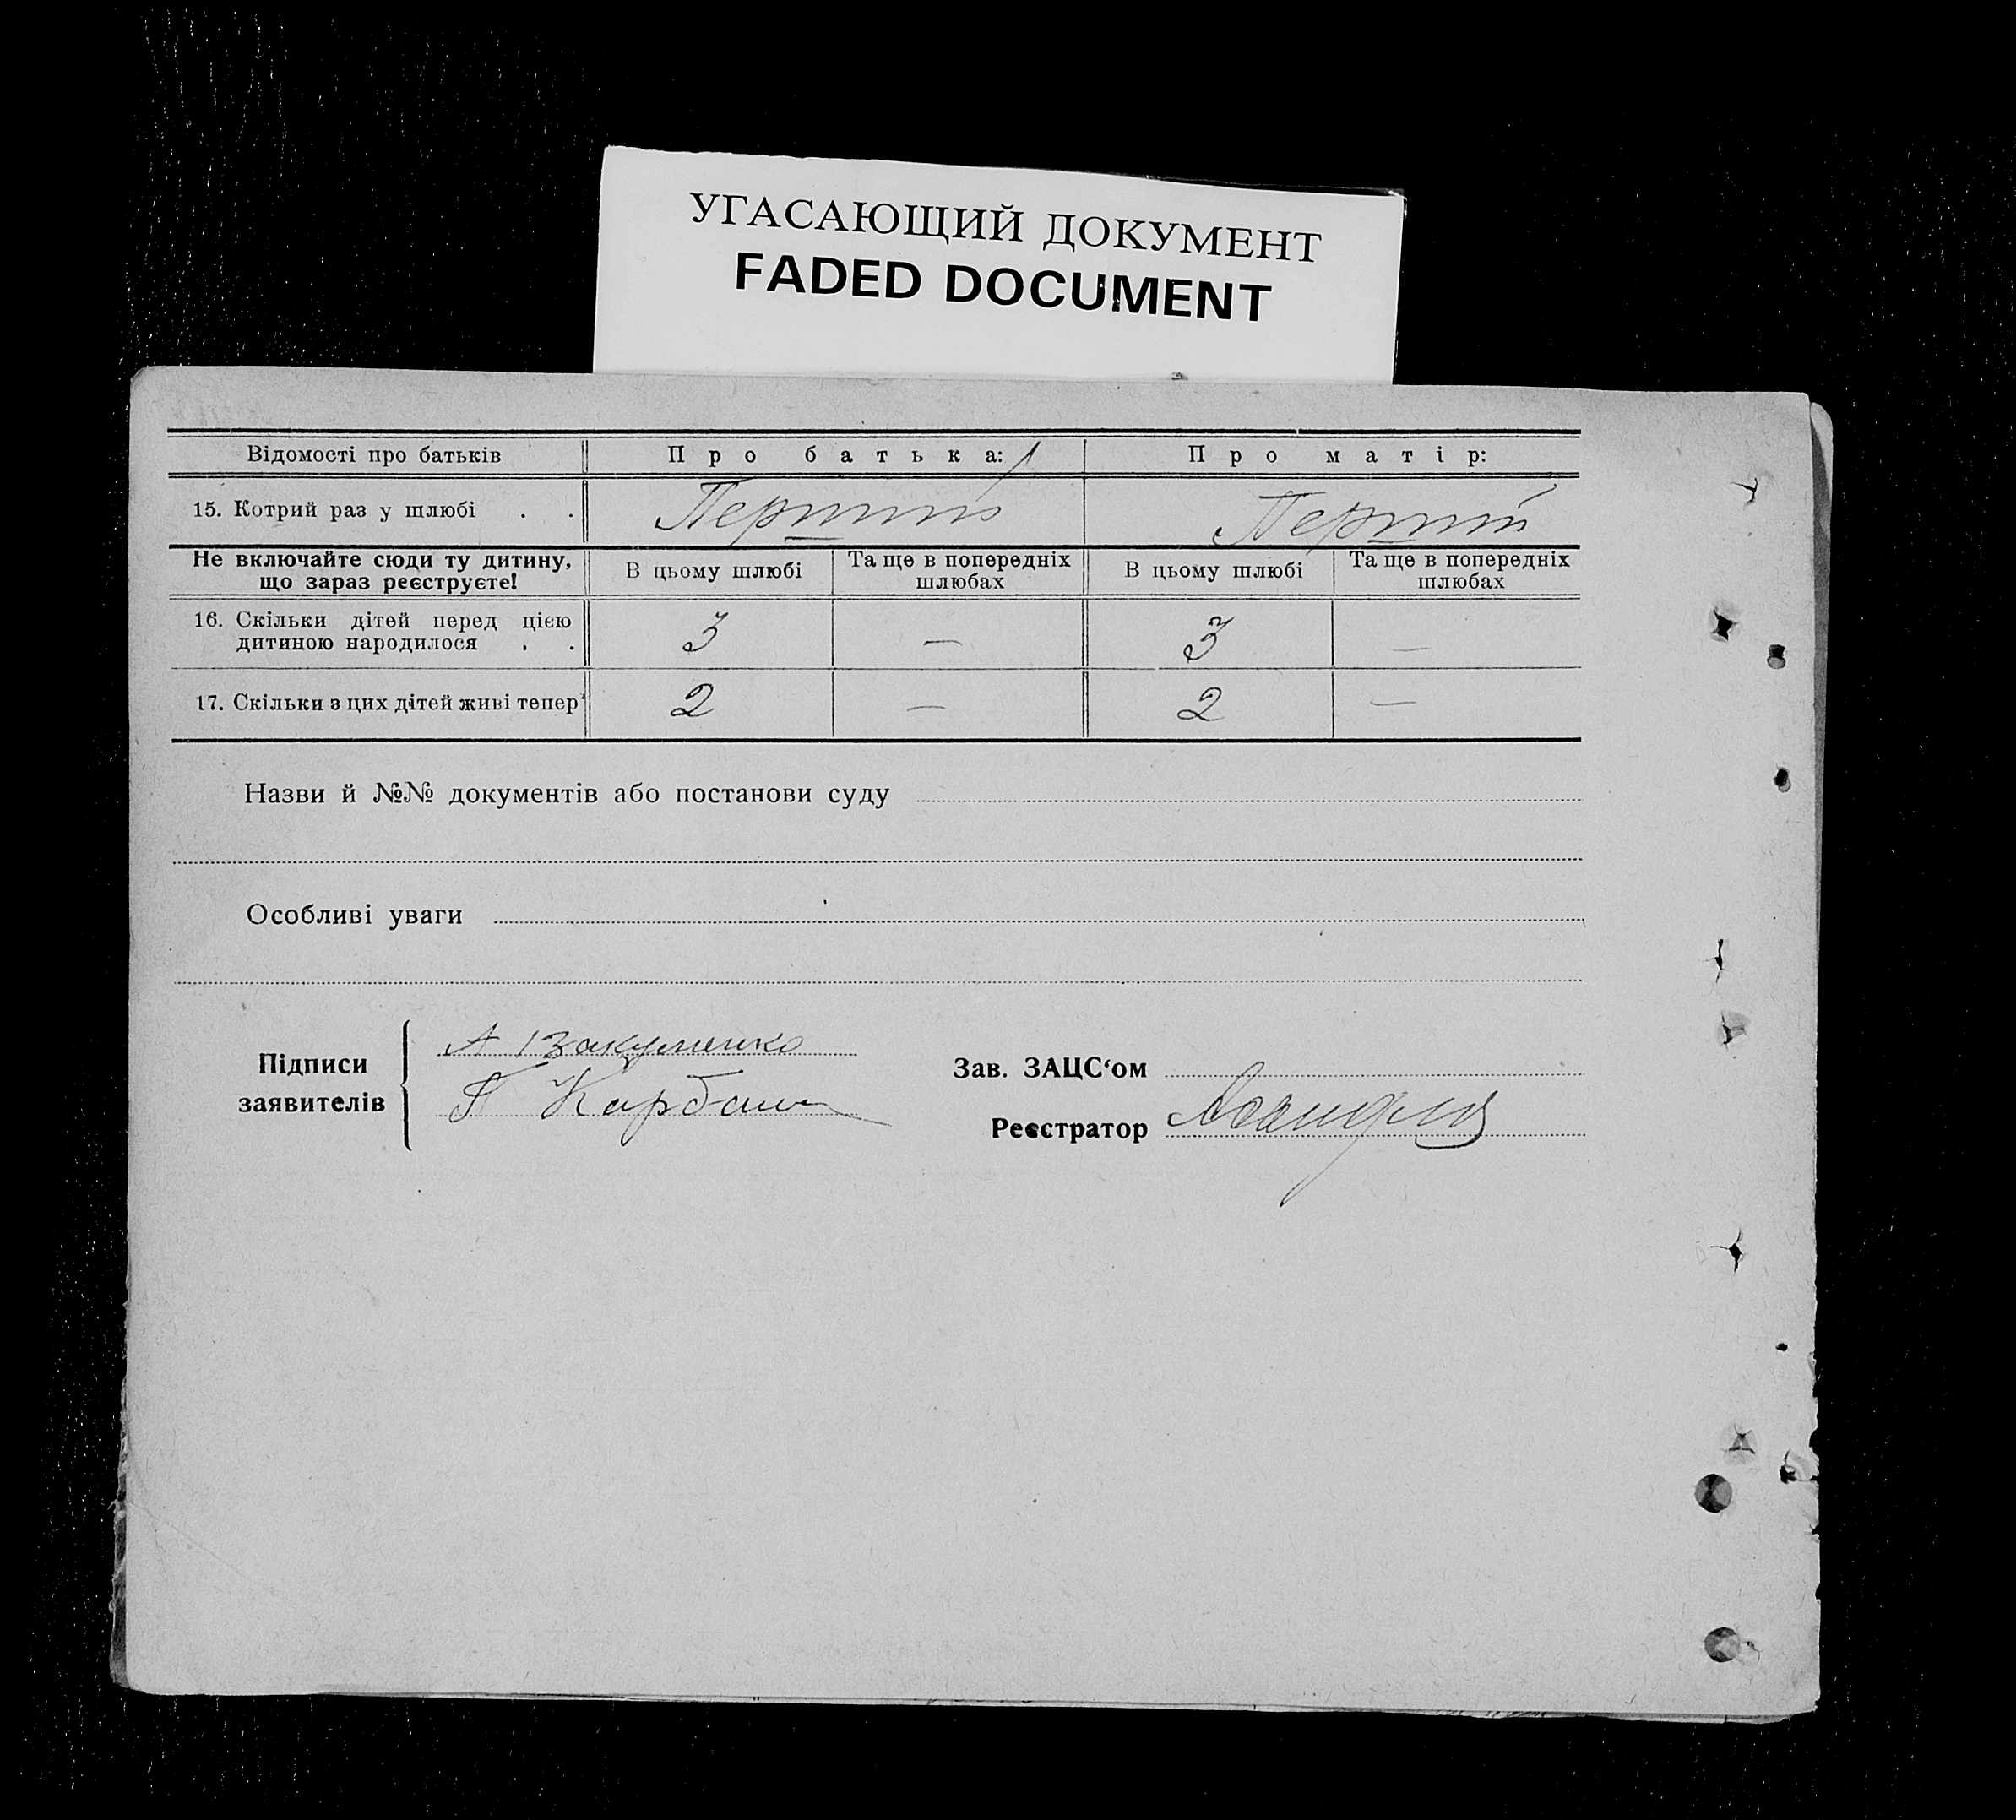 УГАСАЮЩИЙ ДОКУМЕНТ
FADED DOCUMENT
Відомості про батьків Про батька: Про матір:
15. Котрий раз у шлюбі . . Перший Перший
Не включайте сюди ту дитину, що зараз реєструєте! В цьому шлюбі Та ще в попередніх шлюбах В цьому шлюбі Та ще в попередніх шлюбах
16. Скільки дітей перед цією
дитиною народилося . . 3 — 3 —
17. Скільки з цих дітей живі тепер 2 — 2 —
Назви й №№ документів або постанови суду
Особливі уваги
Підписи
заявителів
А
П Карбаш
Зав. ЗАЦС‘ом
Реєстратор